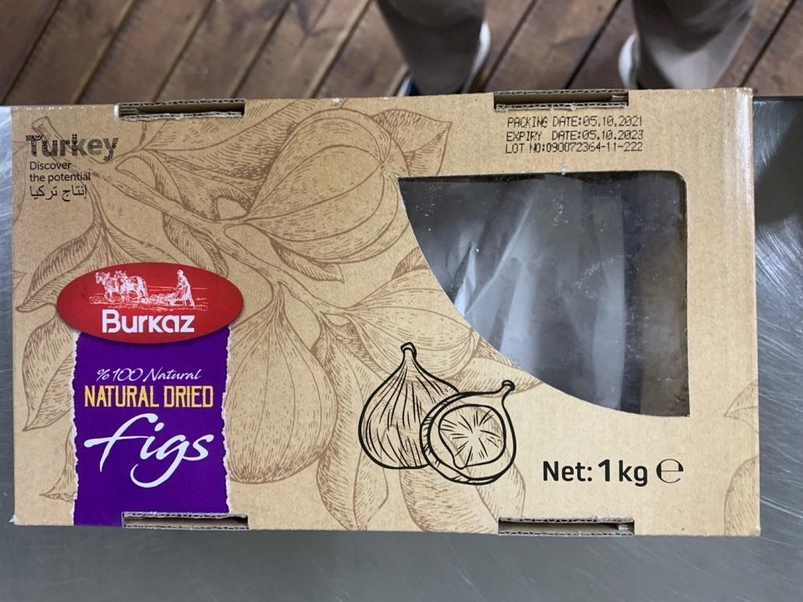 Turkey
Discover
the potential
إنتاج تركيا
PACKING DATE:05.10.2021
EXPIRY DATE:05.10.2023
LOT NO:090072364-11-222
Burkaz
%100 Natural
NATURAL DRIED
figs
Net: 1 kg ℮